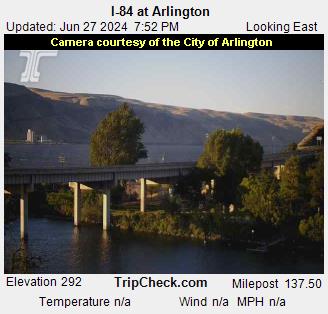 I-84 at Arlington
Updated: Jun 27 2024 7:52 PM Looking East
Camera courtesy of the City of Arlington
Elevation 292 TripCheck.com Milepost 137.50
Temperature n/a Wind n/a MPH n/a